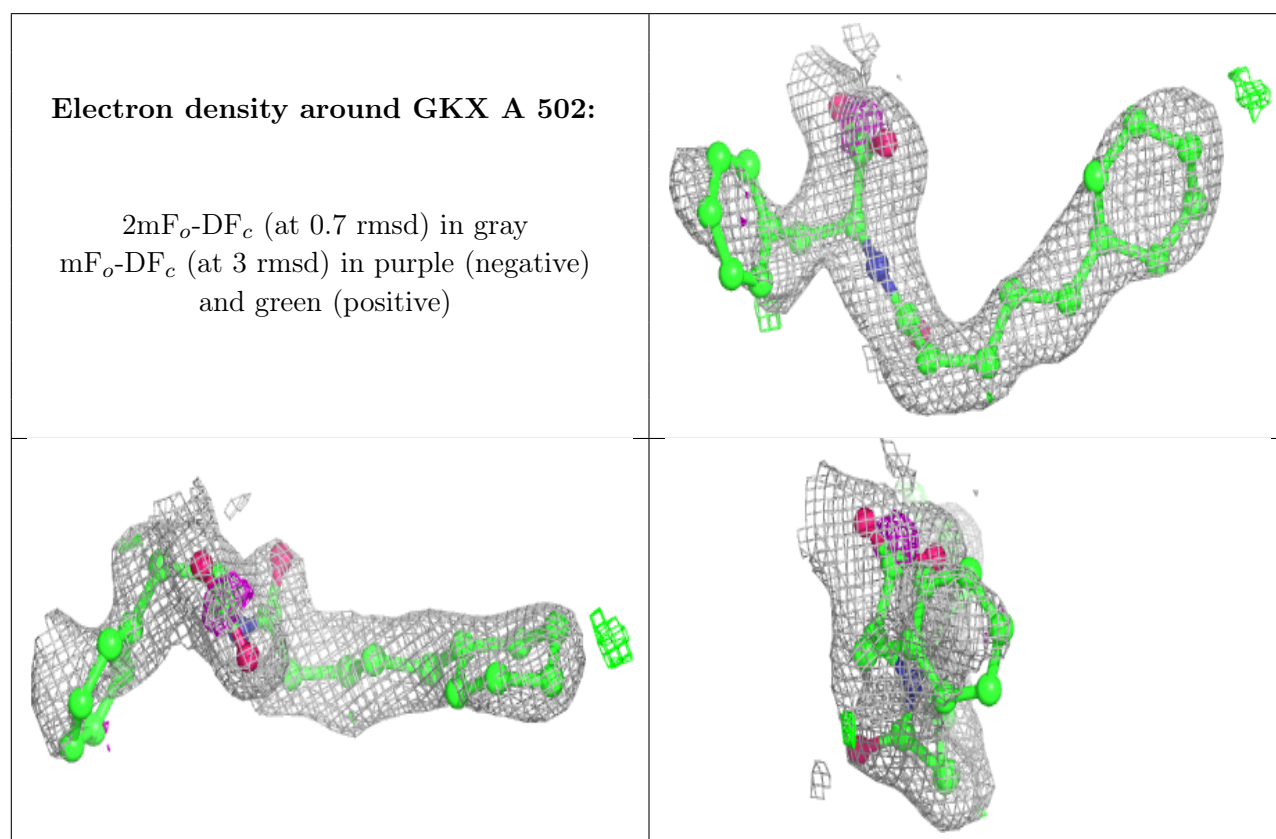 Electron density around GKX A 502:
2mFo-DFc (at 0.7 rmsd) in gray
mFo-DFc (at 3 rmsd) in purple (negative)
and green (positive)